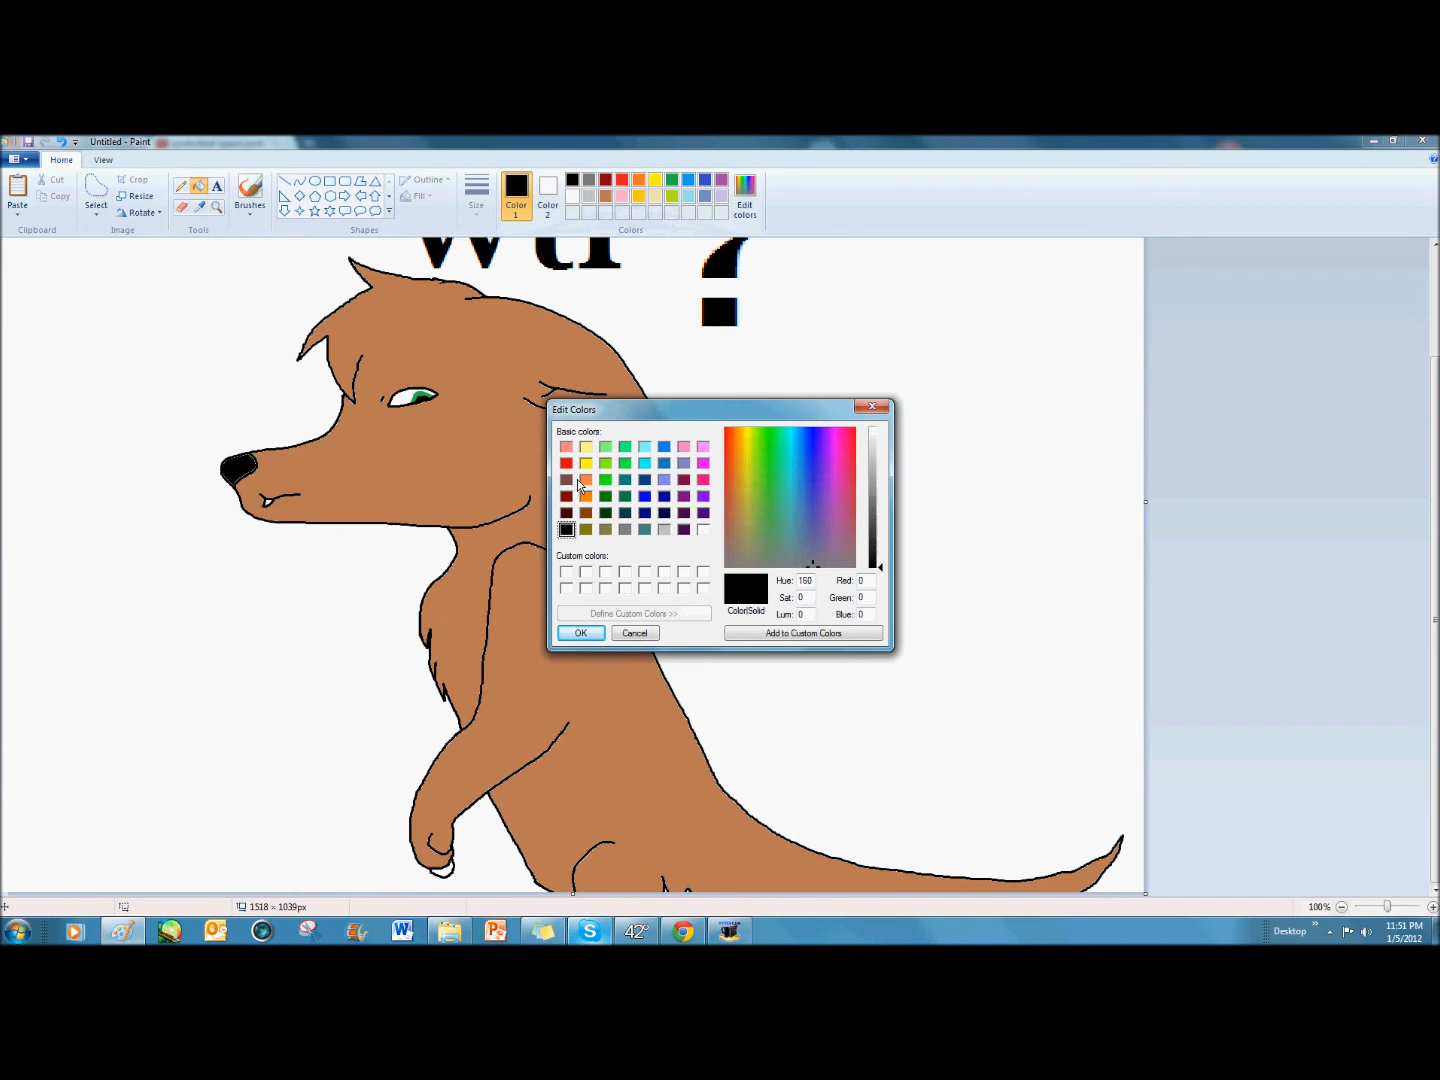 Untitled - Paint
Home View
Paste
Cut
Copy
Clipboard
Select
Crop
Resize
Rotate
Image
A
Tools
Brushes
Outline
Fill
Shapes
Size
Color 1
Color 2
Edit colors
Colors
wtf ?
Edit Colors
Basic colors:
Custom colors:
Define Custom Colors >>
OK Cancel
Color|Solid
Hue: 160 Red: 0
Sat: 0 Green: 0
Lum: 0 Blue: 0
Add to Custom Colors
1518 × 1039px
100%
W
P
S
42°
Desktop
11:51 PM
1/5/2012